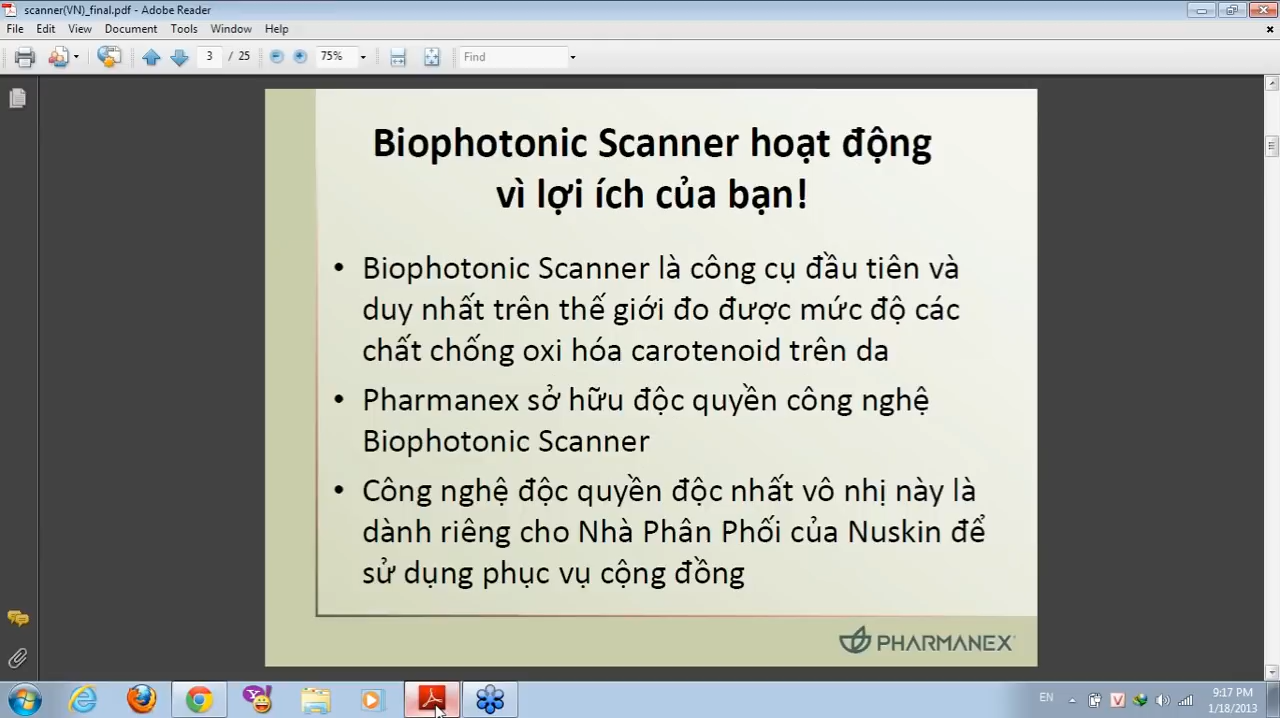 scanner(VN)_final.pdf - Adobe Reader
File Edit View Document Tools Window Help
3 / 25 75% Find
Biophotonic Scanner hoạt động
vì lợi ích của bạn!
• Biophotonic Scanner là công cụ đầu tiên và
duy nhất trên thế giới đo được mức độ các
chất chống oxi hóa carotenoid trên da
• Pharmanex sở hữu độc quyền công nghệ
Biophotonic Scanner
• Công nghệ độc quyền độc nhất vô nhị này là
dành riêng cho Nhà Phân Phối của Nuskin để
sử dụng phục vụ cộng đồng
PHARMANEX
EN
9:17 PM
1/18/2013